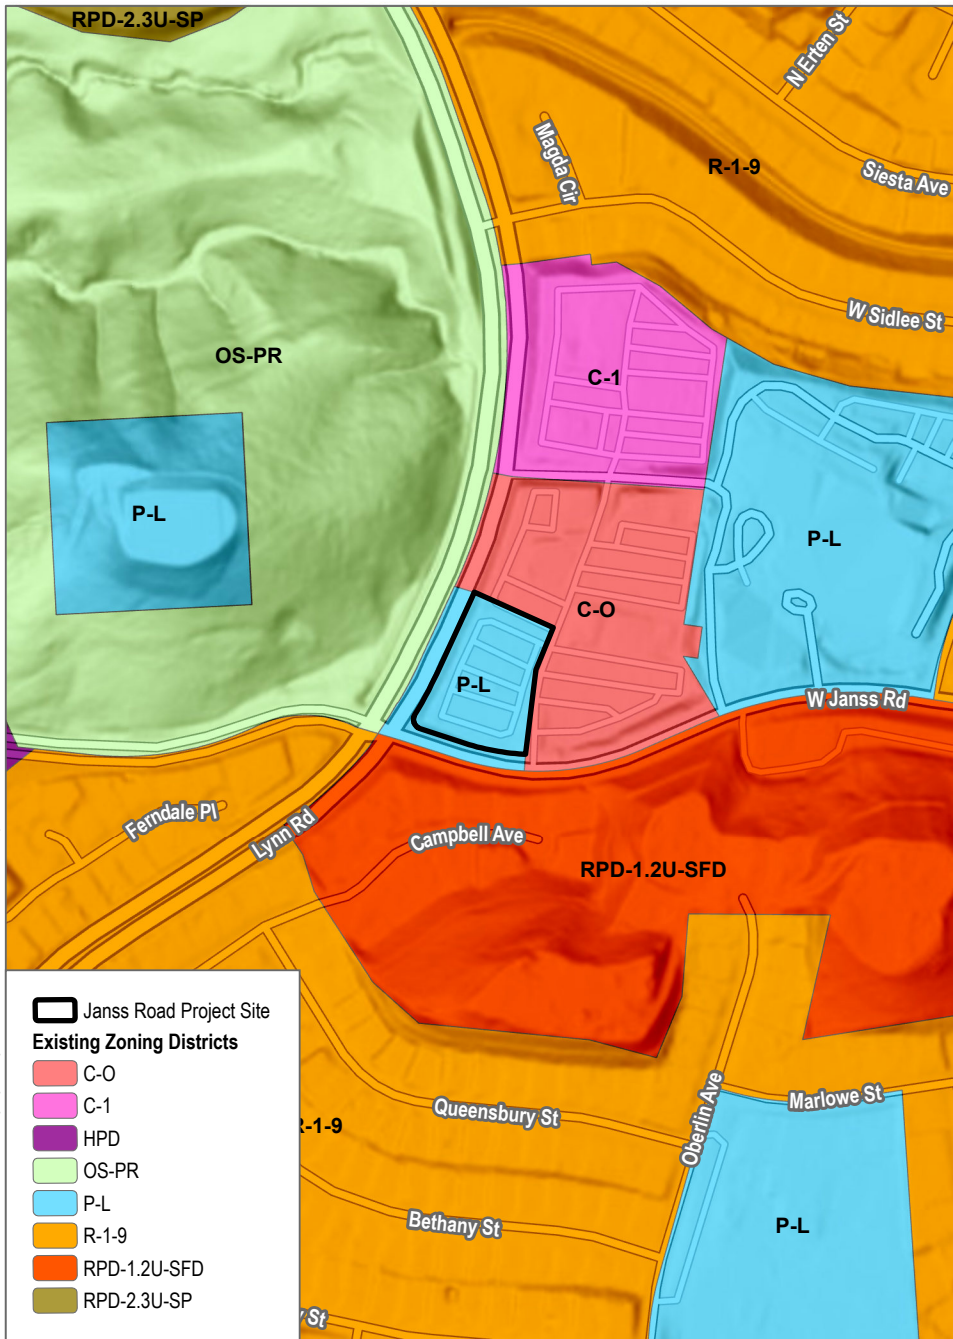 RPD-2.3U-SP
N Erten St
Magda Cir
R-1-9
Siesta Ave
W Sidlee St
OS-PR
C-1
P-L
P-L
C-O
P-L
W Janss Rd
Ferndale Pl
Lynn Rd
Campbell Ave
RPD-1.2U-SFD
Queensbury St
Oberlin Ave
Marlowe St
R-1-9
Bethany St
P-L
y St
Janss Road Project Site
Existing Zoning Districts
C-O
C-1
HPD
OS-PR
P-L
R-1-9
RPD-1.2U-SFD
RPD-2.3U-SP